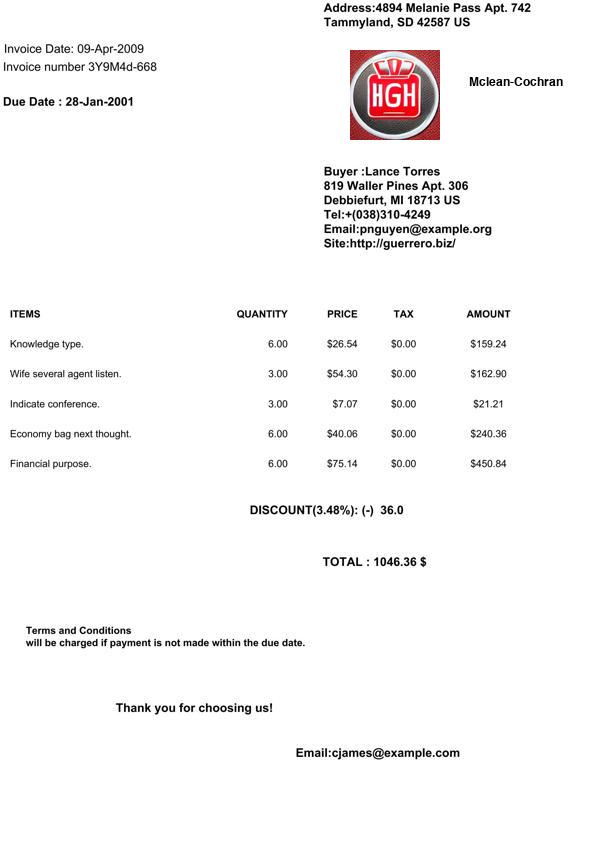 Address:4894 Melanie Pass Apt. 742
Tammyland, SD 42587 US
Invoice Date: 09-Apr-2009
Invoice number 3Y9M4d-668
Due Date : 28-Jan-2001
HGH
Mclean-Cochran
Buyer :Lance Torres
819 Waller Pines Apt. 306
Debbiefurt, MI 18713 US
Tel:+(038)310-4249
Email:pnguyen@example.org
Site:http://guerrero.biz/
ITEMS QUANTITY PRICE TAX AMOUNT
Knowledge type. 6.00 $26.54 $0.00 $159.24
Wife several agent listen. 3.00 $54.30 $0.00 $162.90
Indicate conference. 3.00 $7.07 $0.00 $21.21
Economy bag next thought. 6.00 $40.06 $0.00 $240.36
Financial purpose. 6.00 $75.14 $0.00 $450.84
DISCOUNT(3.48%): (-) 36.0
TOTAL : 1046.36 $
Terms and Conditions
will be charged if payment is not made within the due date.
Thank you for choosing us!
Email:cjames@example.com